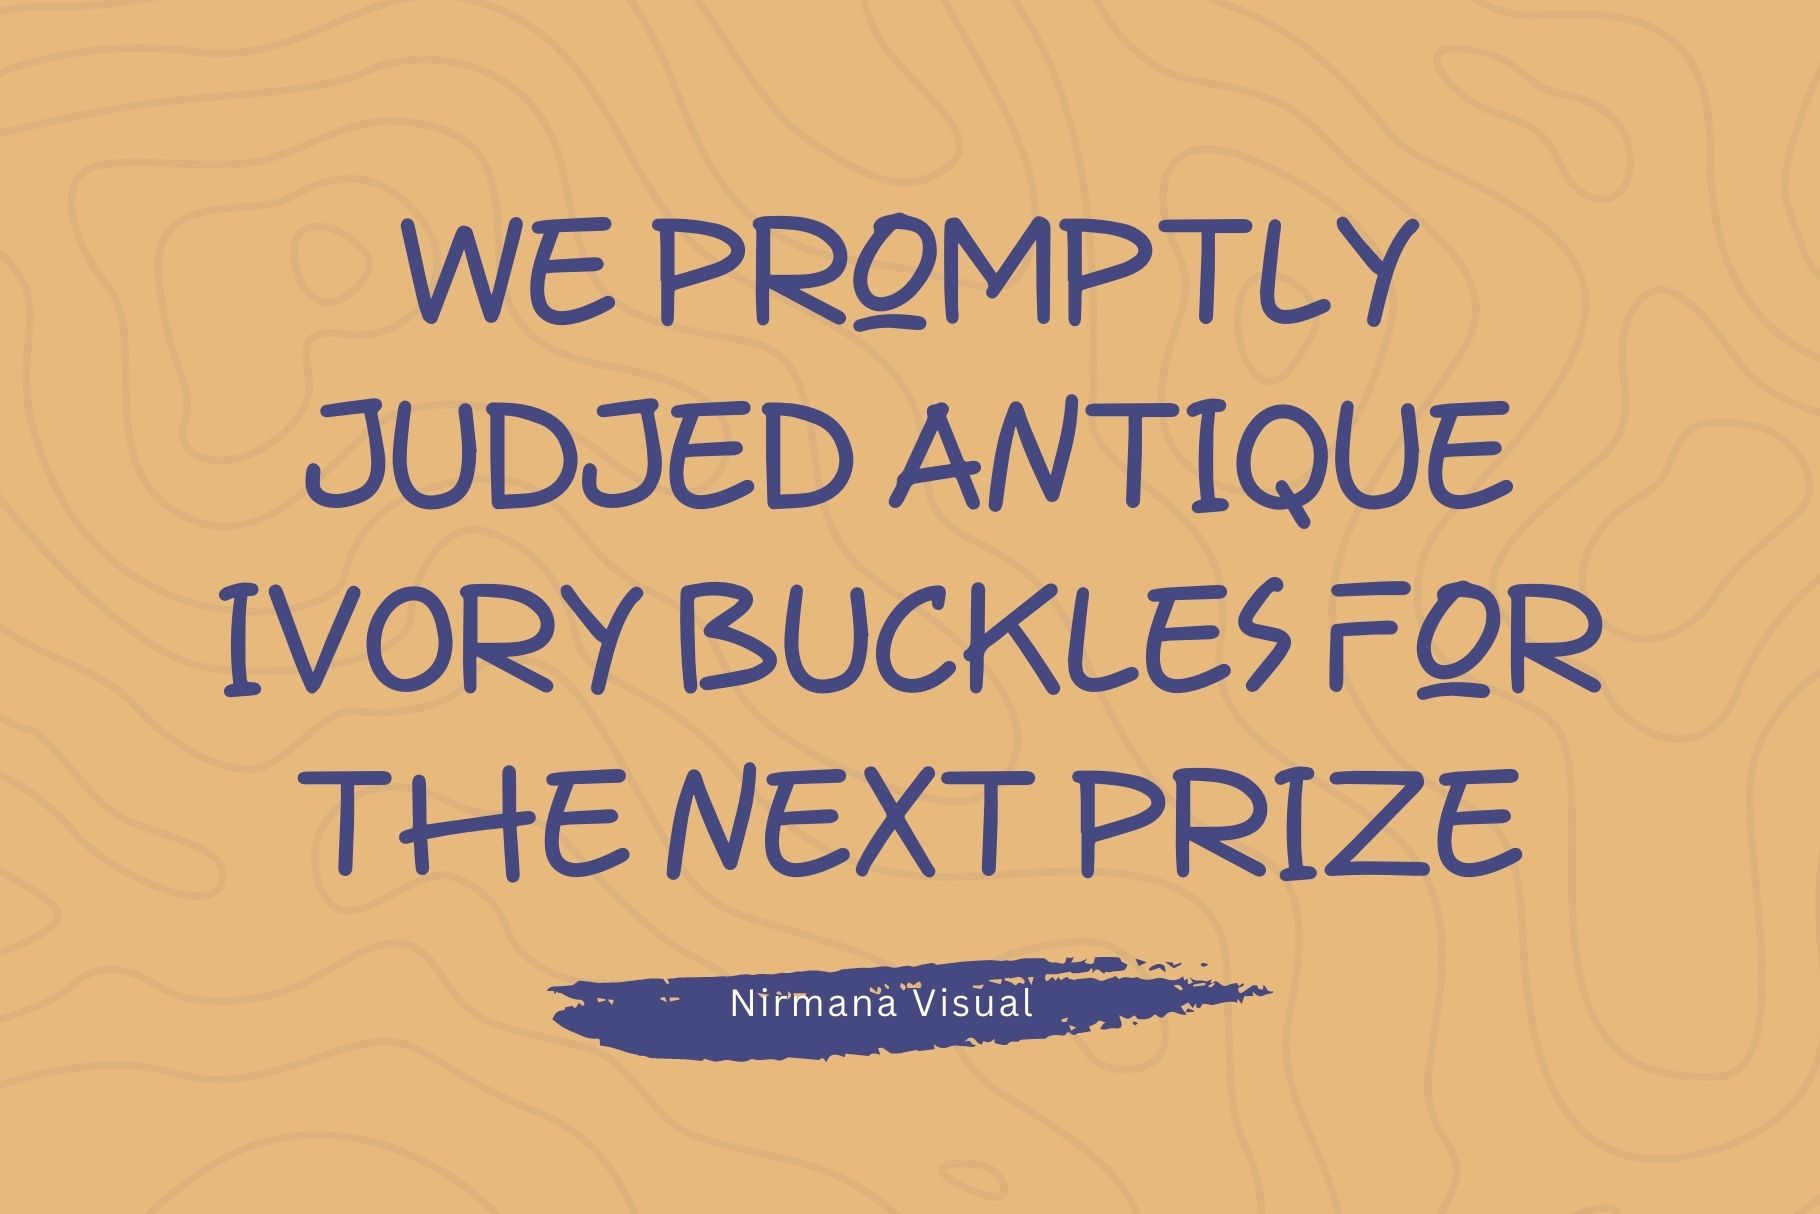 WE PROMPTLY
JUDJED ANTIQUE
IVORY BUCKLES FOR
THE NEXT PRIZE
Nirmana Visual